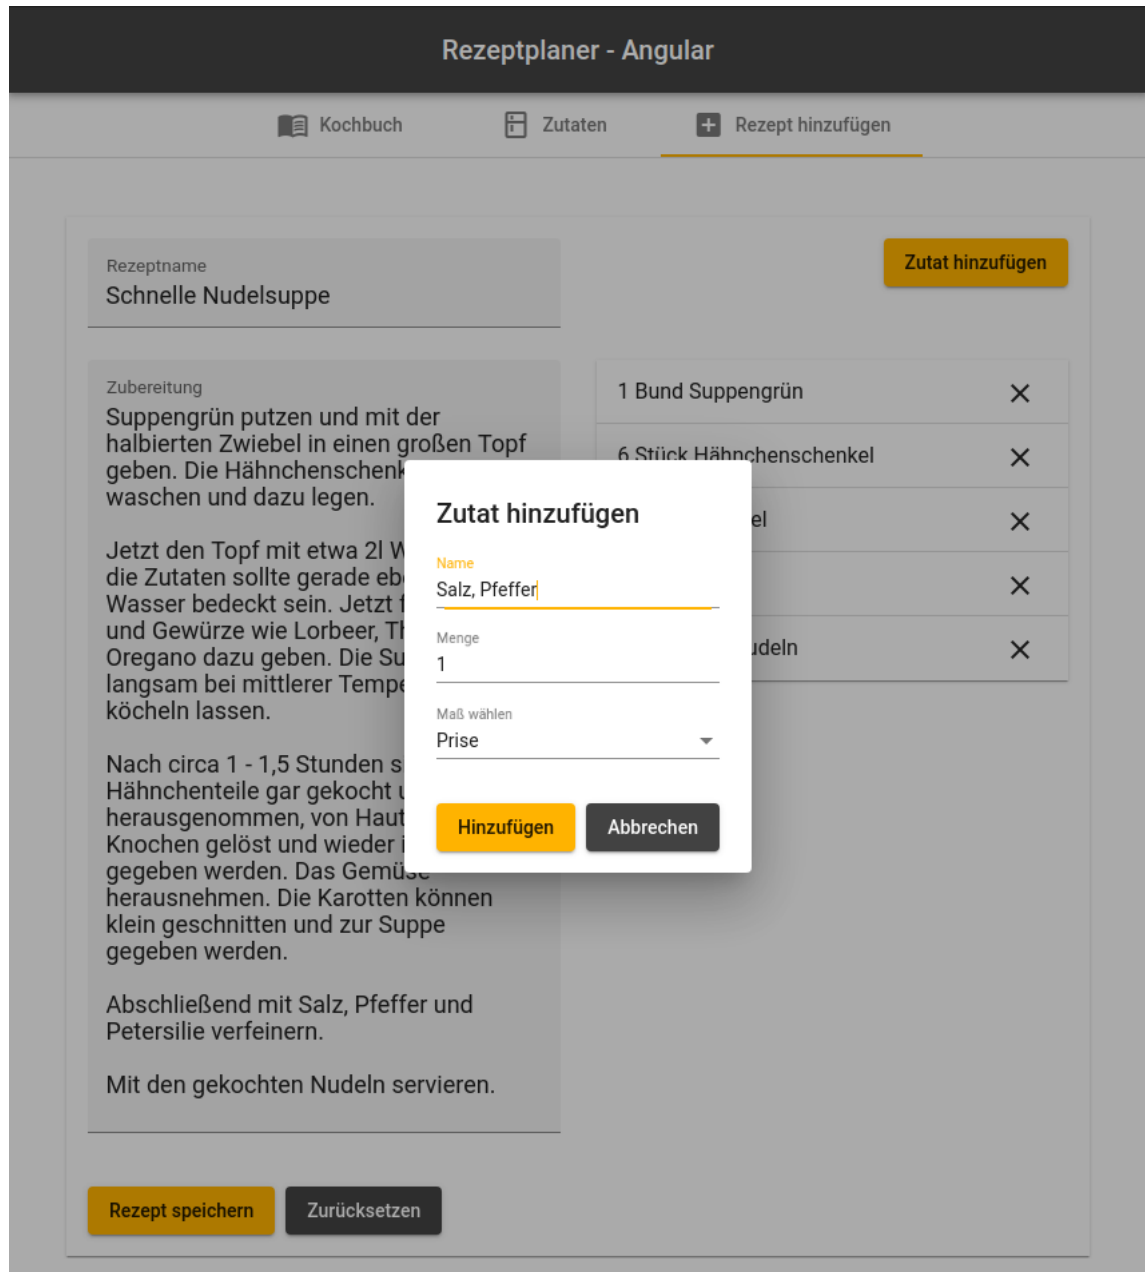 Rezeptplaner - Angular
Kochbuch
Zutaten
Rezept hinzufügen
Rezeptname
Schnelle Nudelsuppe
Zutat hinzufügen
Zubereitung
Suppengrün putzen und mit der
halbierten Zwiebel in einen großen Topf
geben. Die
waschen und dazu legen.
Jetzt den Topf mit etwa 2l
die Zutaten sollte gerade
Wasser bedeckt sein. Jetzt
und Gewürze wie Lorbeer,
Oregano dazu geben. Die
langsam bei mittlerer
köcheln lassen.
Nach circa 1 - 1,5 Stunden
Hähnchenteile gar gekocht
herausgenommen, von
Knochen gelöst und wieder
gegeben werden. Das Gemüse
herausnehmen. Die Karotten können
klein geschnitten und zur Suppe
gegeben werden.
Abschließend mit Salz, Pfeffer und
Petersilie verfeinern.
Mit den gekochten Nudeln servieren.
1 Bund Suppengrün
6 Stück Hähnchenschenkel
Zutat hinzufügen
Name
Salz, Pfeffer
Menge
1
Maß wählen
Prise
Hinzufügen
Abbrechen
Rezept speichern
Zurücksetzen